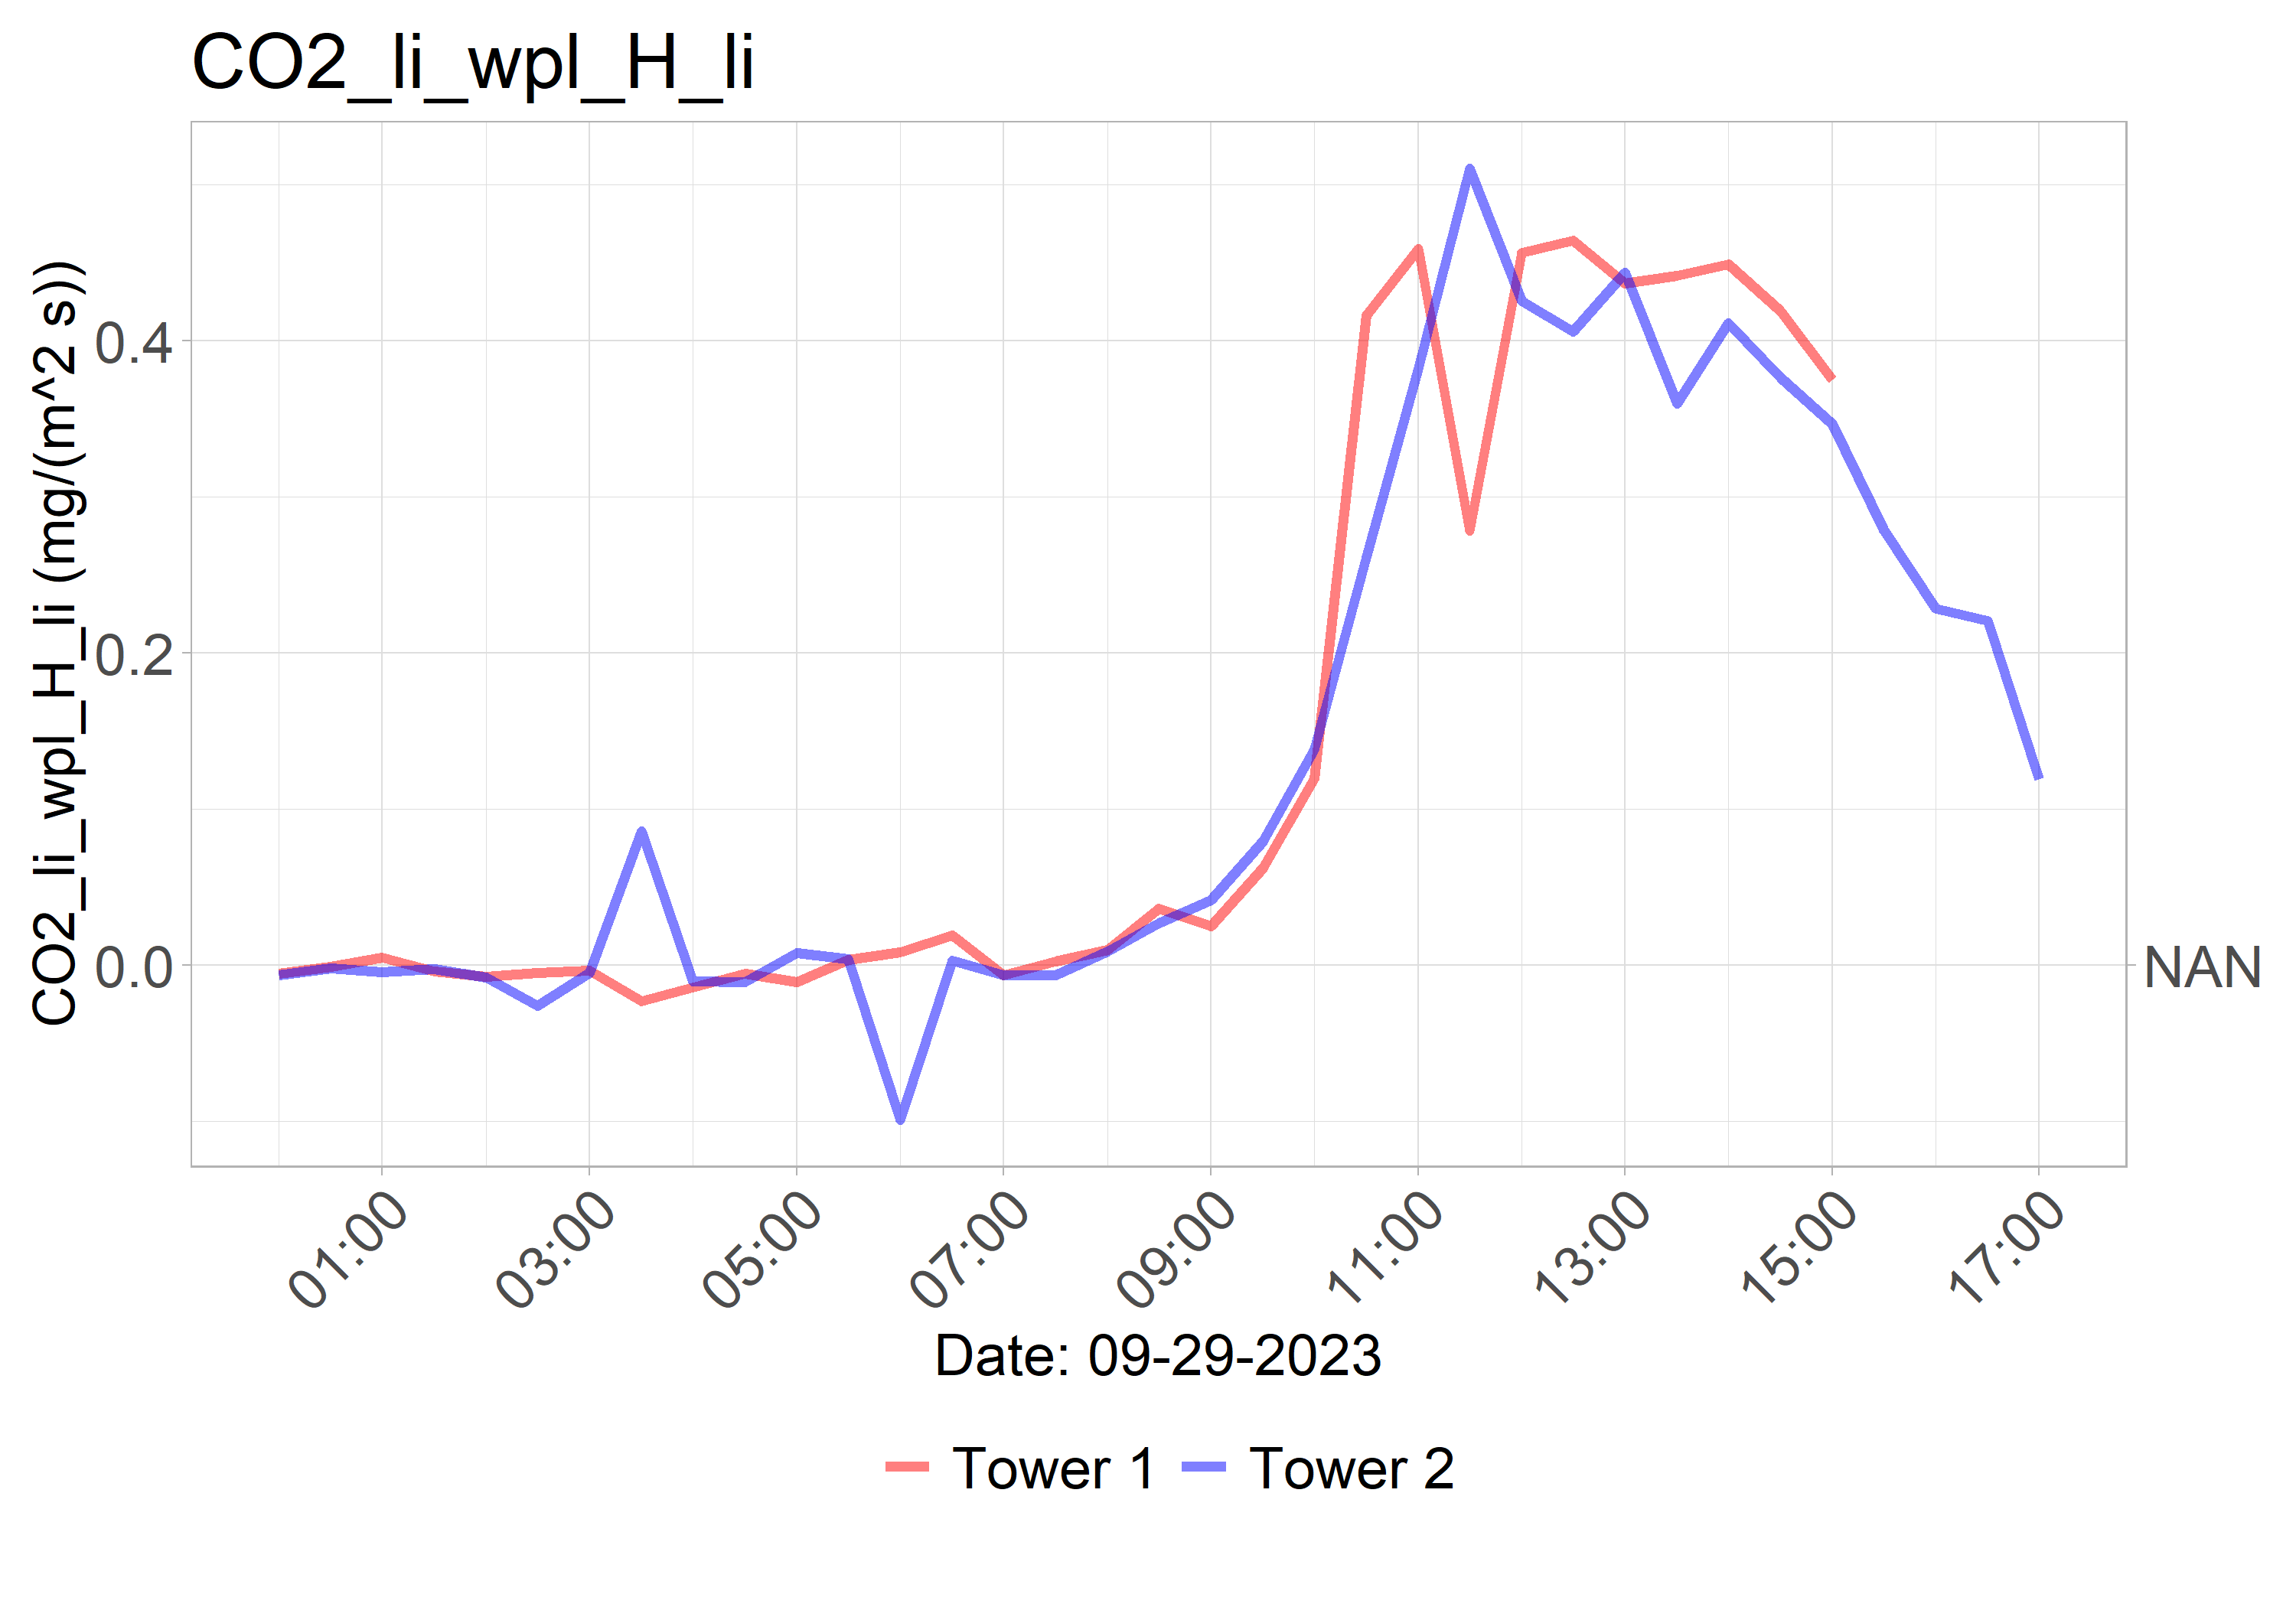 CO2_li_wpl_H_li
CO2_li_wpl_H_li (mg/(m^2 s))
0.4
0.2
0.0
NAN
01:00
03:00
05:00
07:00
09:00
11:00
13:00
15:00
17:00
Date: 09-29-2023
Tower 1
Tower 2